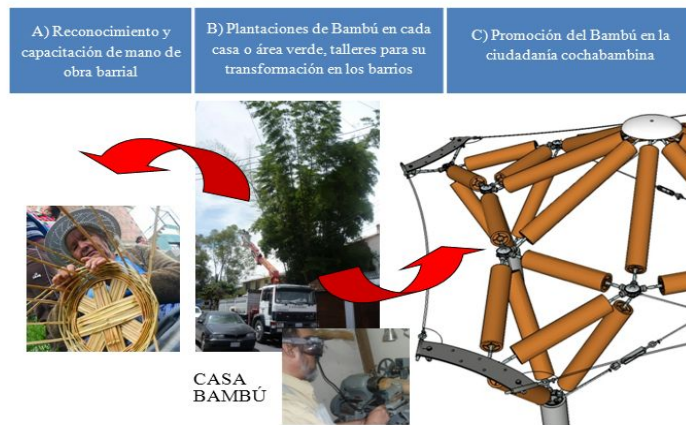 A) Reconocimiento y
capacitación de mano de
obra barrial
B) Plantaciones de Bambú en cada
casa o área verde, talleres para su
transformación en los barrios
C) Promoción del Bambú en la
ciudadanía cochabambina
CASA
BAMBÚ